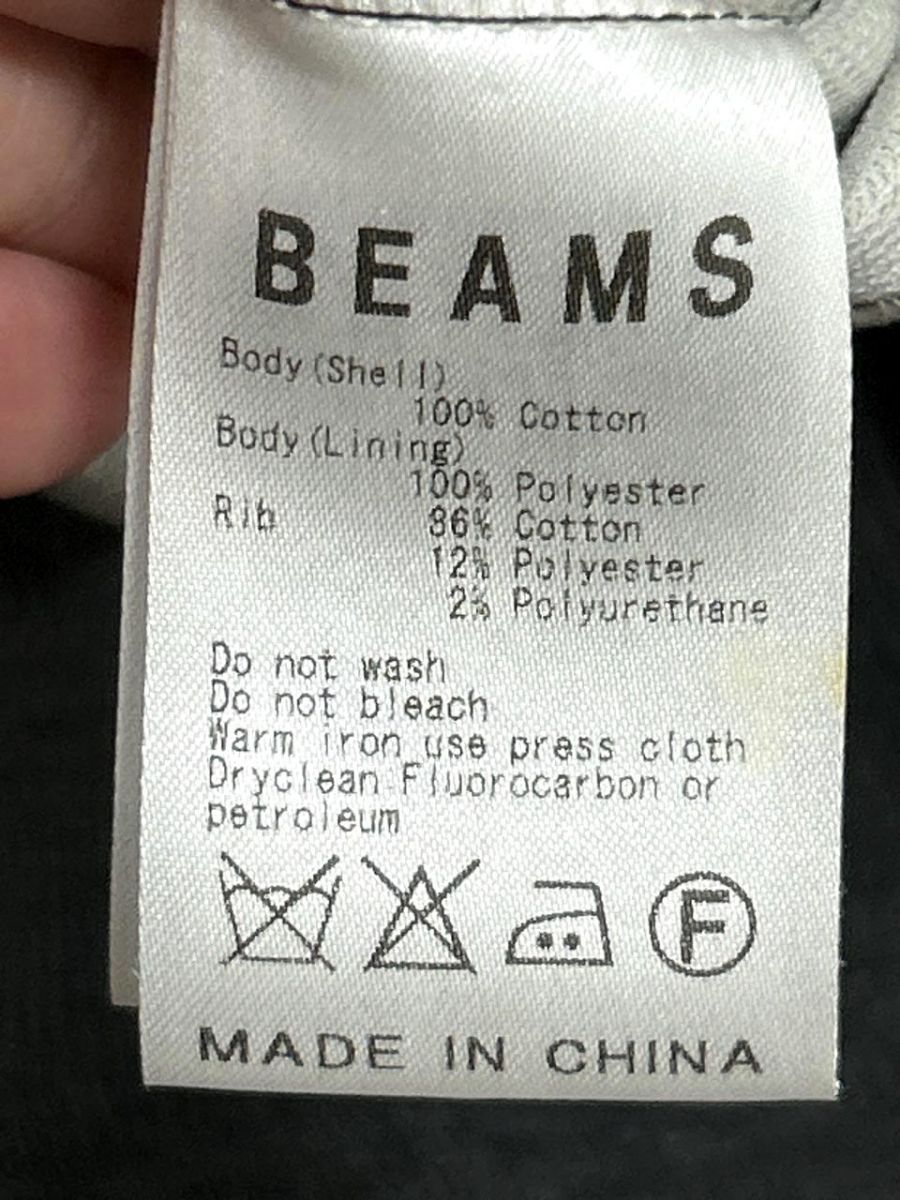 BEAMS
Body(Shell)
100% Cotton
Body(Lining)
100% Polyester
Rib 86% Cotton
12% Polyester
2% Polyurethane
Do not wash
Do not bleach
Warm iron use press cloth
Dryclean Fluorocarbon or
petroleum
F
MADE IN CHINA